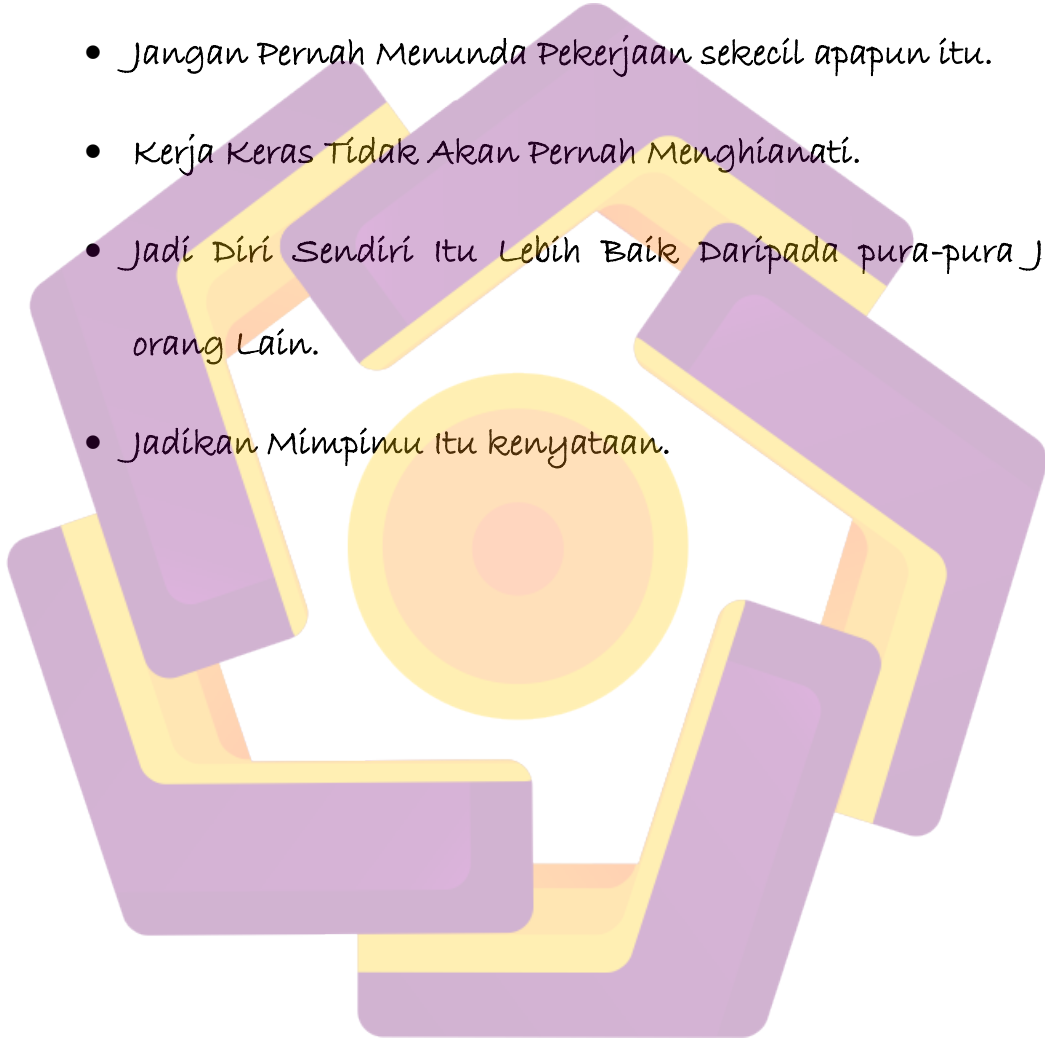 • Jangan Pernah Menunda Pekerjaan sekecil apapun itu.
• Kerja Keras Tidak Akan Pernah Menghianati.
• Jadi Diri Sendiri Itu Lebih Baik Daripada pura-pura J
orang Lain.
• Jadikan Mimpimu Itu kenyataan.